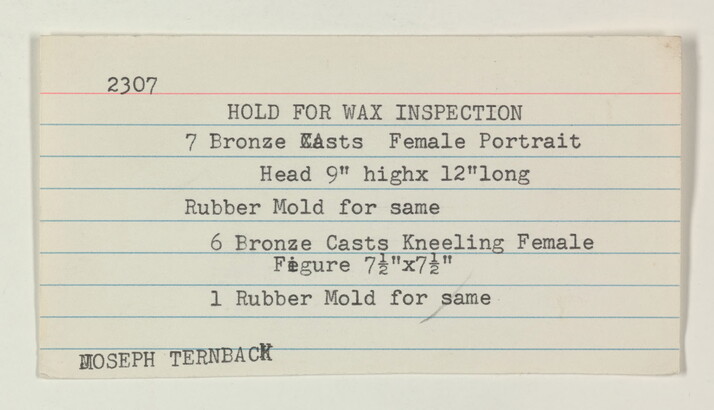 2307
HOLD FOR WAX INSPECTION
7 Bronze Casts Female Portrait
Head 9" highx 12"long
Rubber Mold for same
6 Bronze Casts Kneeling Female
Figure 7½"x7½"
1 Rubber Mold for same
JOSEPH TERNBACK